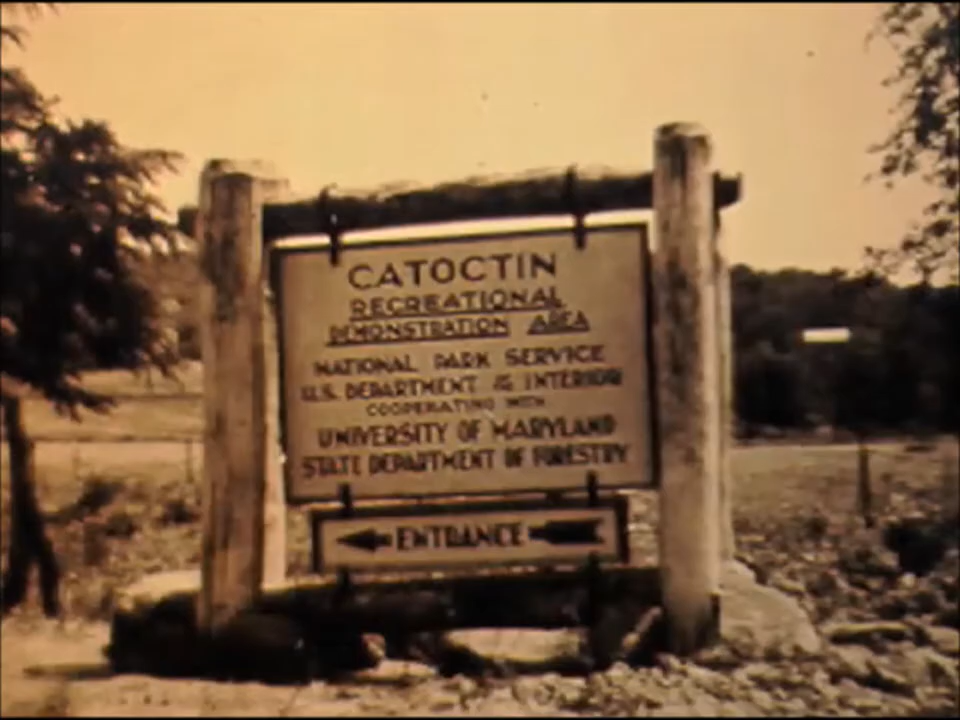 CATOCTIN
RECREATIONAL
DEMONSTRATION AREA
NATIONAL PARK SERVICE
U.S. DEPARTMENT OF THE INTERIOR
COOPERATING WITH
UNIVERSITY OF MARYLAND
STATE DEPARTMENT OF FORESTRY
ENTRANCE